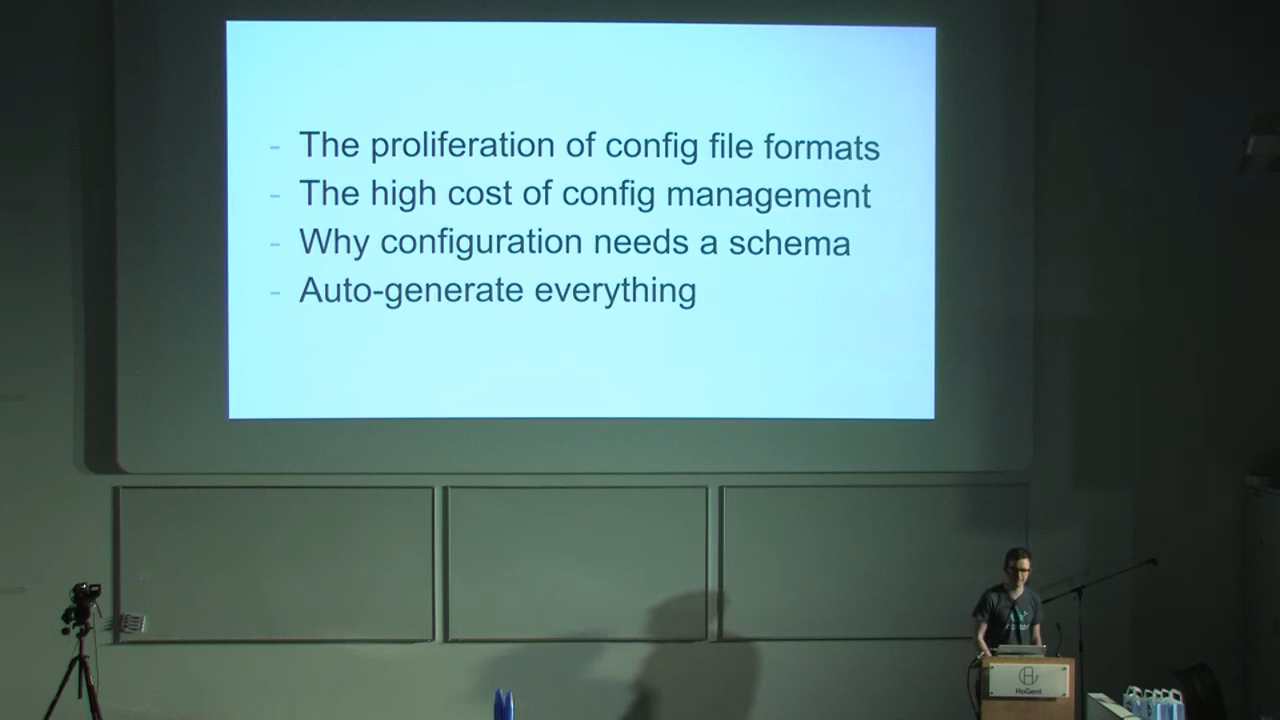 - The proliferation of config file formats
- The high cost of config management
- Why configuration needs a schema
- Auto-generate everything
HoGent